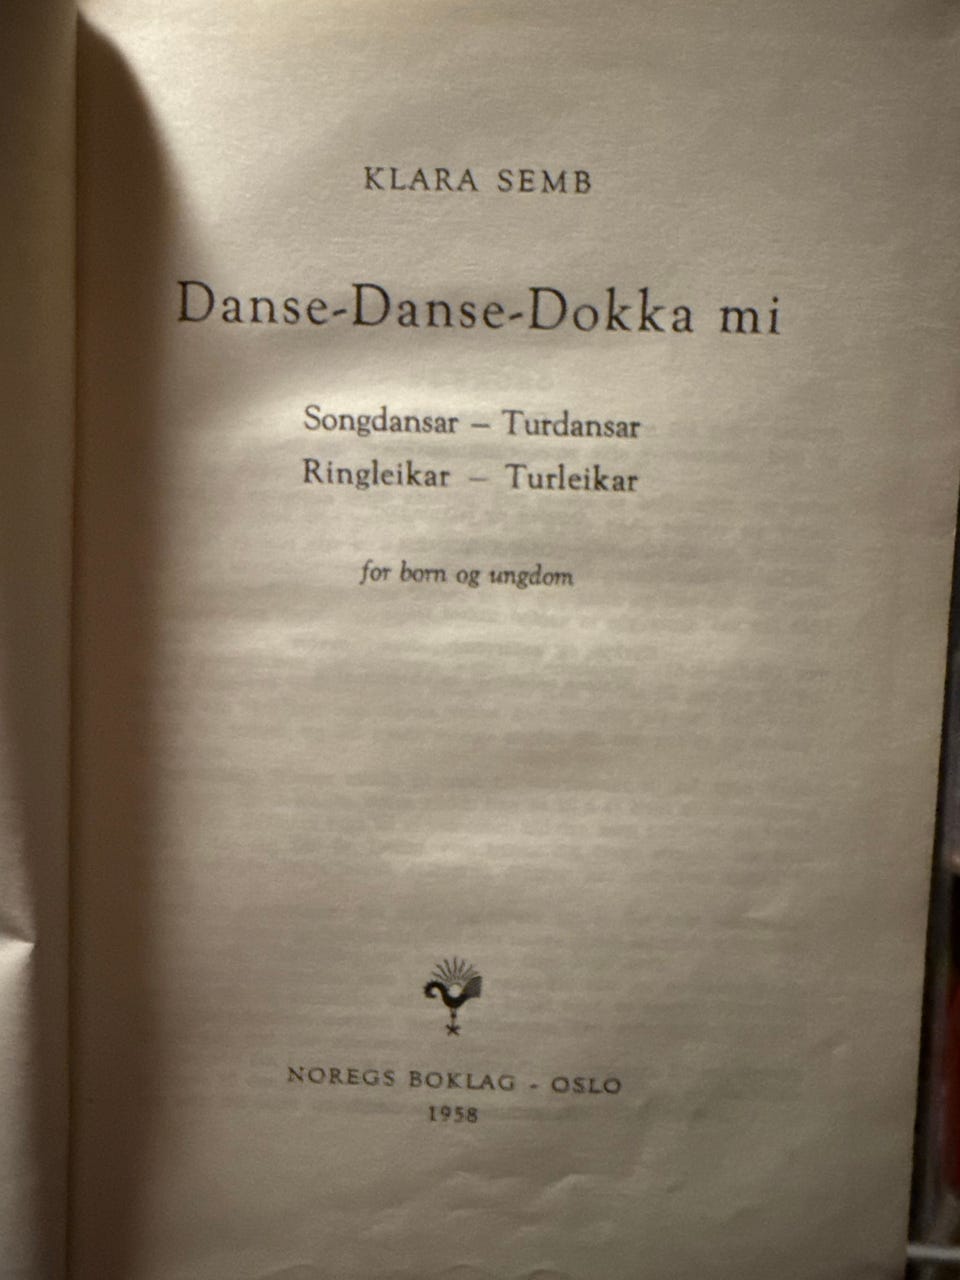 KLARA SEMB
Danse-Danse-Dokka mi
Songdansar – Turdansar
Ringleikar – Turleikar
for born og ungdom
NOREGS BOKLAG - OSLO
1958